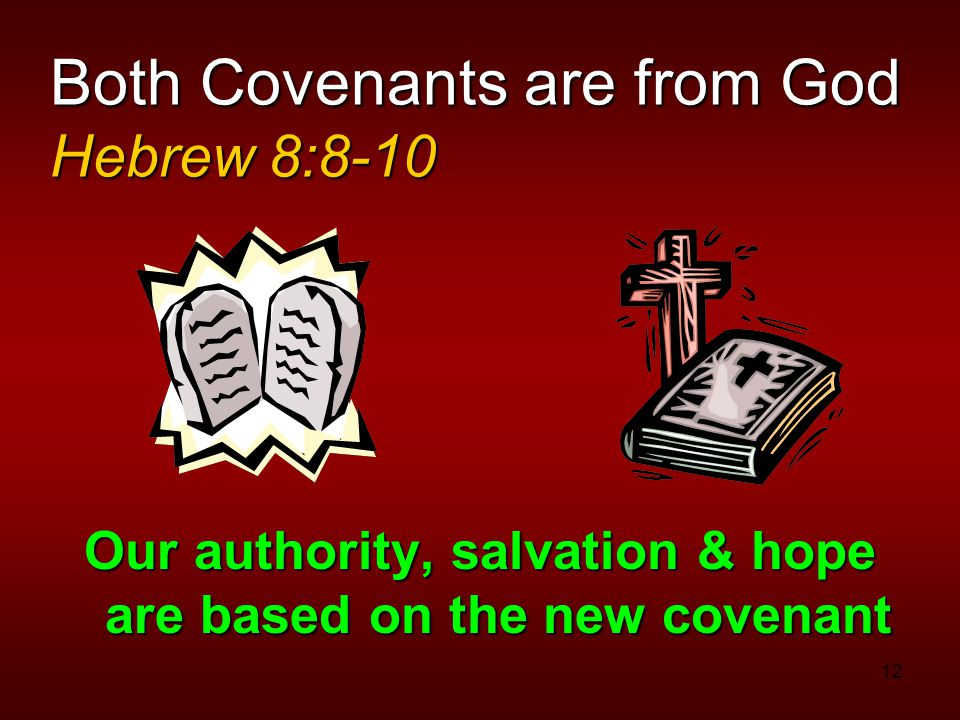 Both Covenants are from God
Hebrew 8:8-10
Our authority, salvation & hope
are based on the new covenant
12